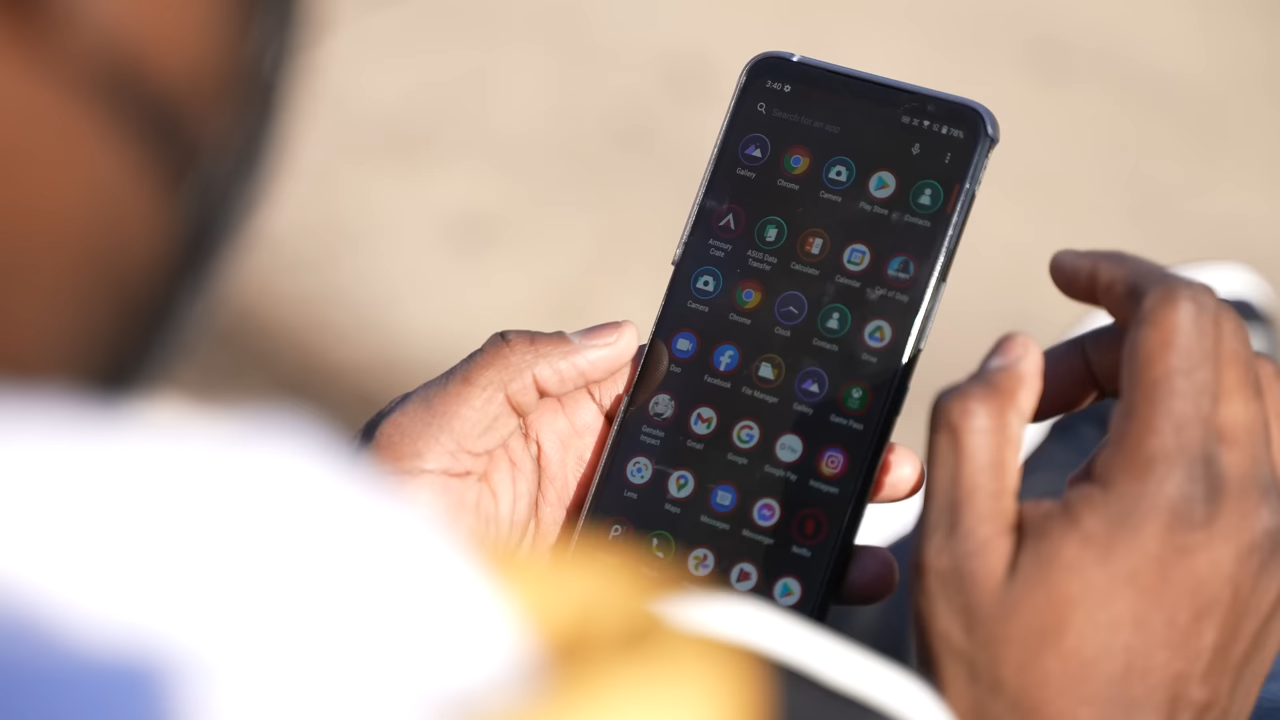 3:40
78%
Search for an app
Gallery
Chrome
Camera
Play Store
Contacts
Armoury
Crate
ASUS Data
Transfer
Calculator
Calendar
Call of Duty
Camera
Chrome
Clock
Contacts
Drive
Duo
Facebook
File Manager
Gallery
Game Pass
Genshin
Impact
Gmail
Google
G Pay
Google Pay
Instagram
Lens
Maps
Messages
Messenger
Netflix